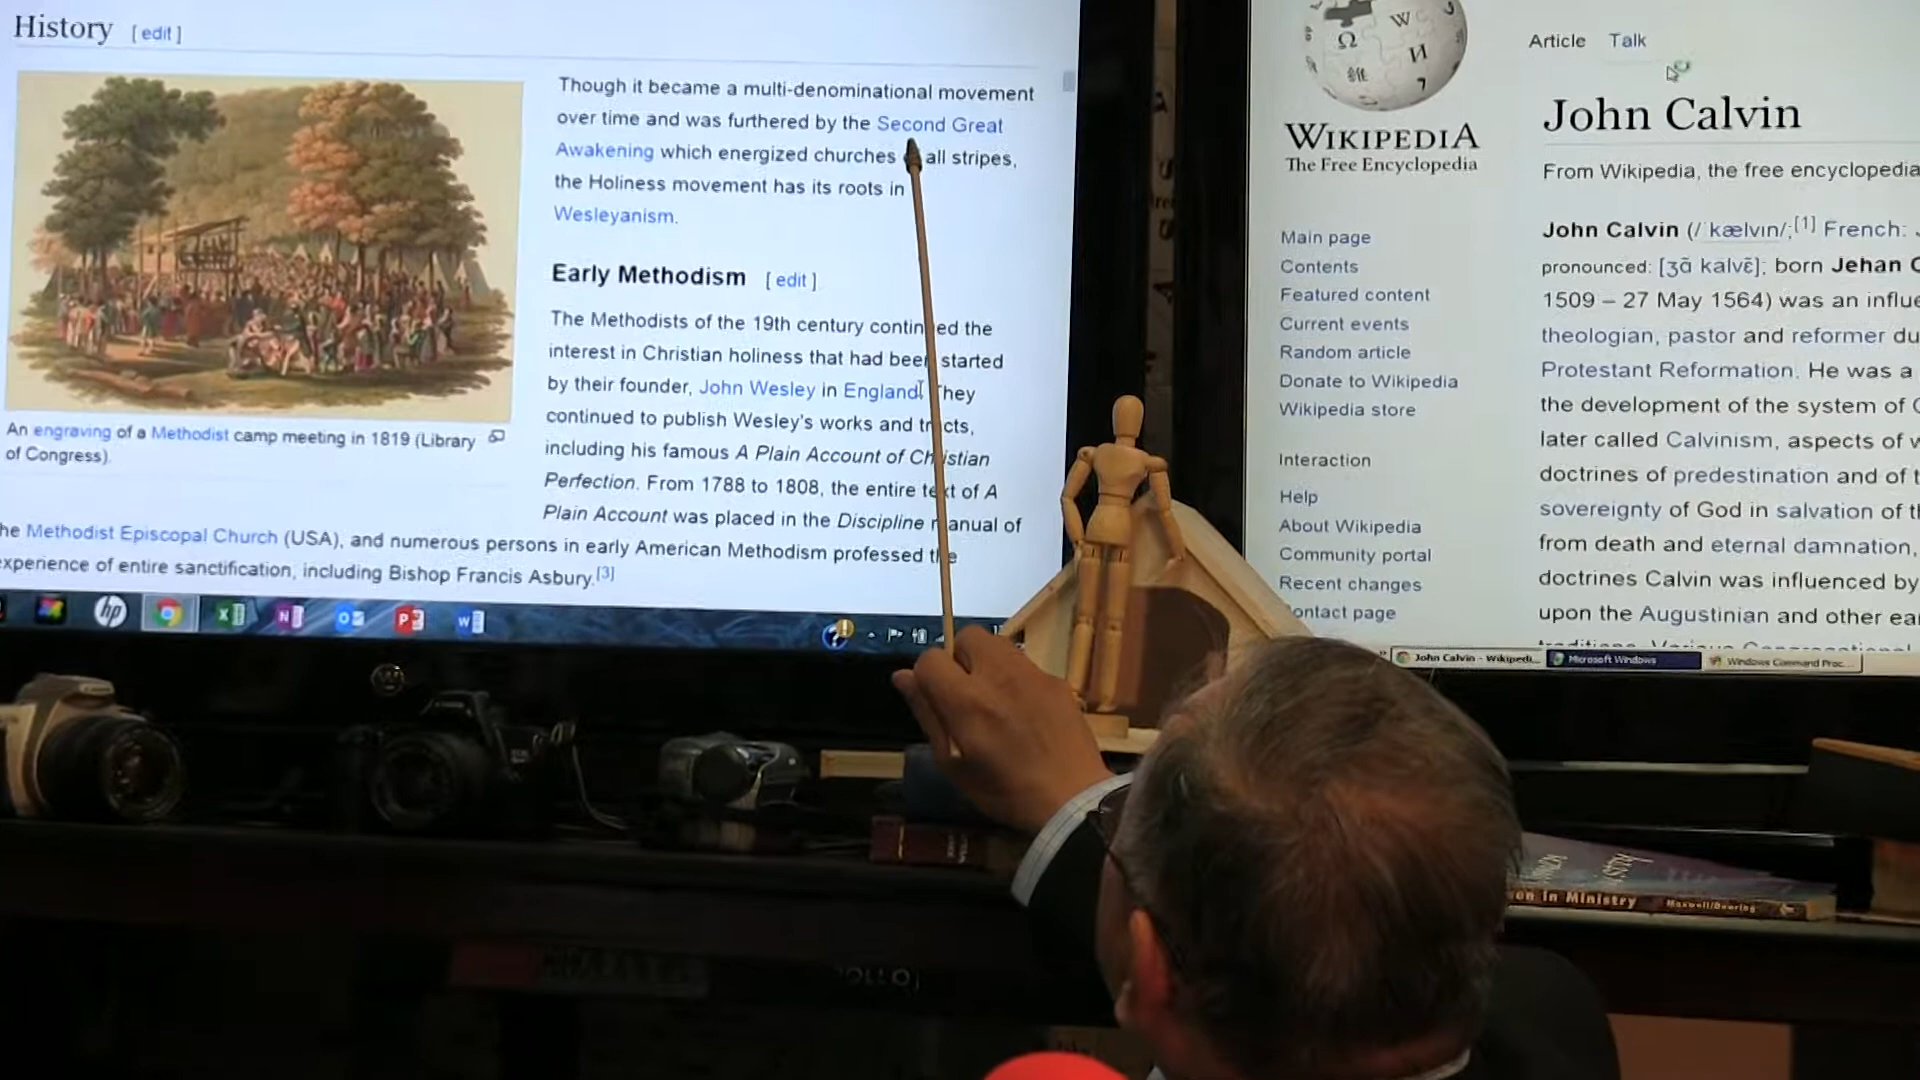 History [ edit ]
Though it became a multi-denominational movement
over time and was furthered by the Second Great
Awakening which energized churches all stripes,
the Holiness movement has its roots in
Wesleyanism.
Early Methodism [ edit ]
The Methodists of the 19th century continued the
interest in Christian holiness that had been started
by their founder, John Wesley in England. They
continued to publish Wesley's works and tracts,
including his famous A Plain Account of Christian
Perfection. From 1788 to 1808, the entire text of A
Plain Account was placed in the Discipline manual of
he Methodist Episcopal Church (USA), and numerous persons in early American Methodism professed the
xperience of entire sanctification, including Bishop Francis Asbury.[3]
An engraving of a Methodist camp meeting in 1819 (Library
of Congress).
hp
Ω W И
WIKIPEDIA
The Free Encyclopedia
Main page
Contents
Featured content
Current events
Random article
Donate to Wikipedia
Wikipedia store
Interaction
Help
About Wikipedia
Community portal
Recent changes
ontact page
Article Talk
John Calvin
From Wikipedia, the free encyclopedia
John Calvin (/ˈkælvɪn/;[1] French:
pronounced: [ʒɑ̃ kalvɛ̃]; born Jehan C
1509 – 27 May 1564) was an influe
theologian, pastor and reformer du
Protestant Reformation. He was a
the development of the system of C
later called Calvinism, aspects of w
doctrines of predestination and of t
sovereignty of God in salvation of th
from death and eternal damnation,
doctrines Calvin was influenced by
upon the Augustinian and other ear
John Calvin - Wikipedi... Microsoft Windows Windows Command Proc...
en in Ministry Maxwell/Dearing